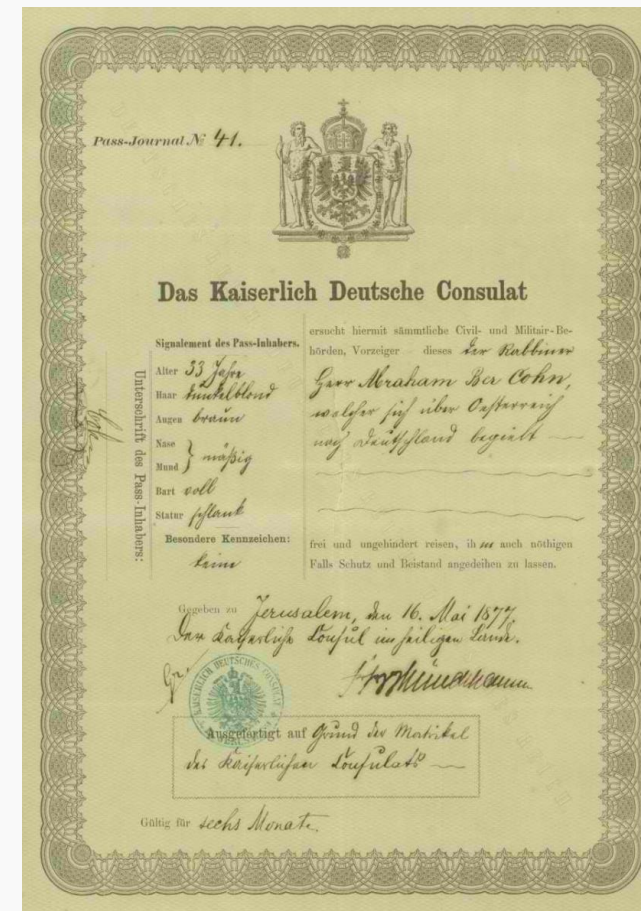 Pass-Journal № 41.
Das Kaiserlich Deutsche Consulat
Signalement des Pass-Inhabers.
Alter 33 Jahre
Haar dunkelblond
Augen braun
Nase
Mund } mäßig
Bart voll
Statur schlank
Besondere Kennzeichen:
keine
Unterschrift des Pass-Inhabers:
ersucht hiermit sämmtliche Civil- und Militair-Be-
hörden, Vorzeiger dieses der Rabbiner
Herr Abraham Ber Cohn,
welcher sich über Oesterreich
nach Deutschland begiebt
frei und ungehindert reisen, ihm auch nöthigen
Falls Schutz und Beistand angedeihen zu lassen.
Gegeben zu Jerusalem, den 16. Mai 1877,
Der Kaiserliche Consul im heiligen Lande.
KAISERLICH DEUTSCHES CONSULAT
Ausgefertigt auf Grund der Matrikel
des Kaiserlichen Consulats
Gültig für sechs Monate.